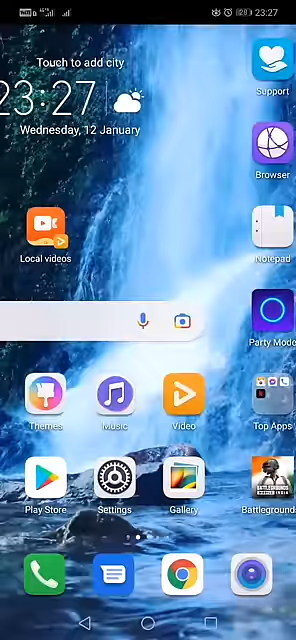 23:27
Touch to add city
23:27
Wednesday, 12 January
Support
Browser
Local videos
Notepad
Party Mode
Themes
Music
Video
Top Apps
Play Store
Settings
Gallery
Battleground